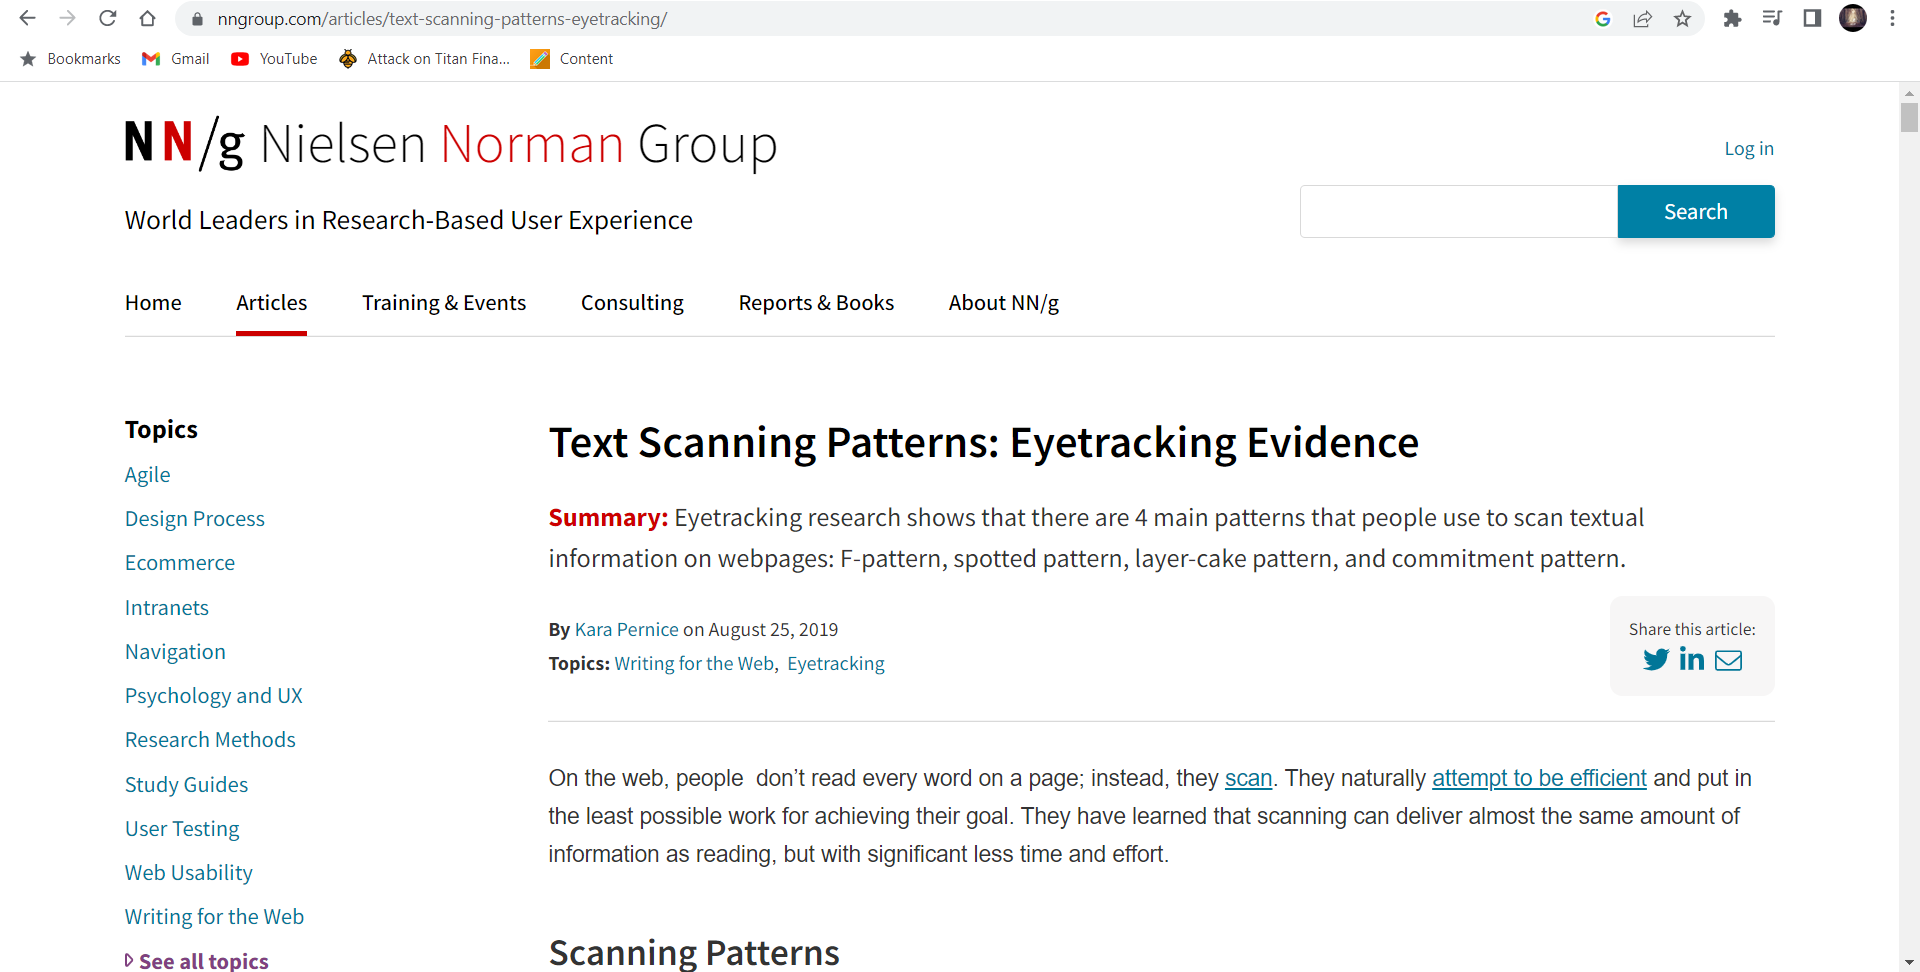 nngroup.com/articles/text-scanning-patterns-eyetracking/
Bookmarks Gmail YouTube Attack on Titan Fina... Content
NN/g Nielsen Norman Group
Log in
World Leaders in Research-Based User Experience
Search
Home Articles Training & Events Consulting Reports & Books About NN/g
Topics
Agile
Design Process
Ecommerce
Intranets
Navigation
Psychology and UX
Research Methods
Study Guides
User Testing
Web Usability
Writing for the Web
See all topics
Text Scanning Patterns: Eyetracking Evidence
Summary: Eyetracking research shows that there are 4 main patterns that people use to scan textual
information on webpages: F-pattern, spotted pattern, layer-cake pattern, and commitment pattern.
By Kara Pernice on August 25, 2019
Topics: Writing for the Web, Eyetracking
Share this article:
On the web, people  don’t read every word on a page; instead, they scan. They naturally attempt to be efficient and put in
the least possible work for achieving their goal. They have learned that scanning can deliver almost the same amount of
information as reading, but with significant less time and effort.
Scanning Patterns